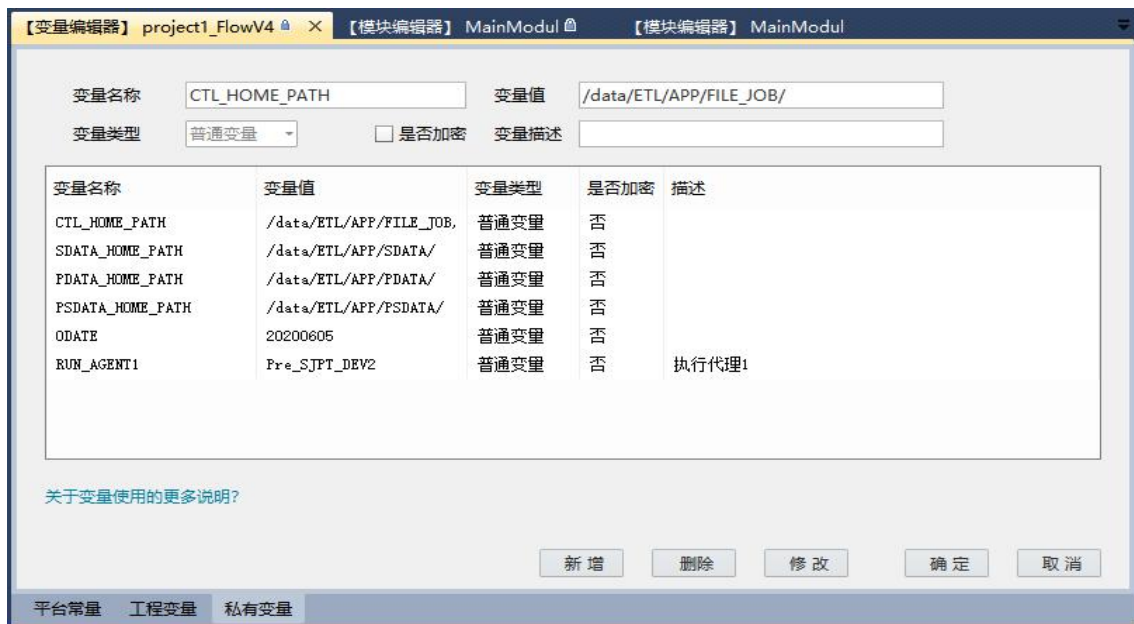 【变量编辑器】 project1_FlowV4 × 【模块编辑器】 MainModul 【模块编辑器】 MainModul
变量名称 CTL_HOME_PATH 变量值 /data/ETL/APP/FILE_JOB/
变量类型 普通变量 是否加密 变量描述
变量名称 变量值 变量类型 是否加密 描述
CTL_HOME_PATH /data/ETL/APP/FILE_JOB, 普通变量 否
SDATA_HOME_PATH /data/ETL/APP/SDATA/ 普通变量 否
PDATA_HOME_PATH /data/ETL/APP/PDATA/ 普通变量 否
PSDATA_HOME_PATH /data/ETL/APP/PSDATA/ 普通变量 否
ODATE 20200605 普通变量 否
RUN_AGENT1 Pre_SJPT_DEV2 普通变量 否 执行代理1
关于变量使用的更多说明?
新增 删除 修改 确定 取消
平台常量 工程变量 私有变量